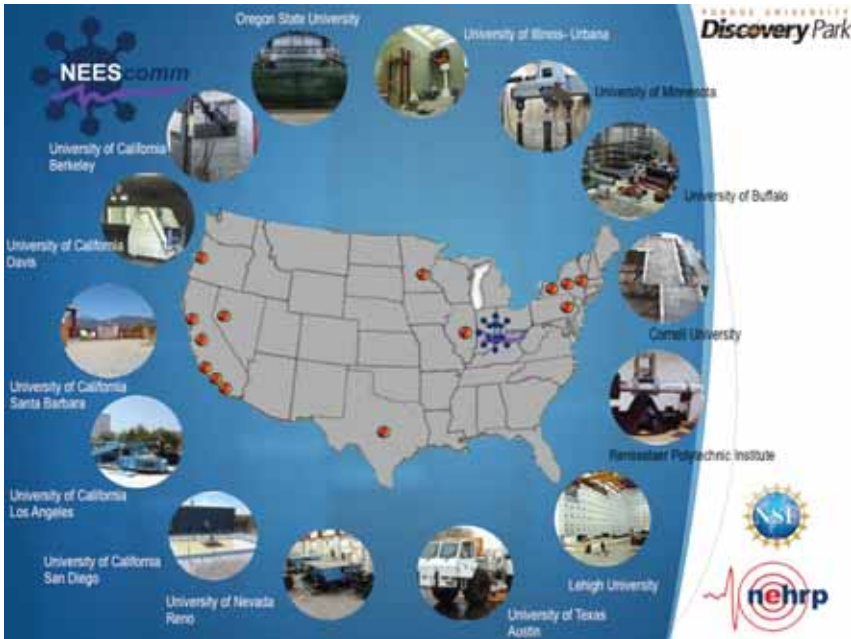 Oregon State University
University of Illinois- Urbana
PURDUE UNIVERSITY
Discovery Park
NEEScomm
University of Minnesota
University of California
Berkeley
University of Buffalo
University of California
Davis
Cornell University
University of California
Santa Barbara
Rensselaer Polytechnic Institute
University of California
Los Angeles
NSF
University of California
San Diego
Lehigh University
University of Nevada
Reno
University of Texas
Austin
nehrp